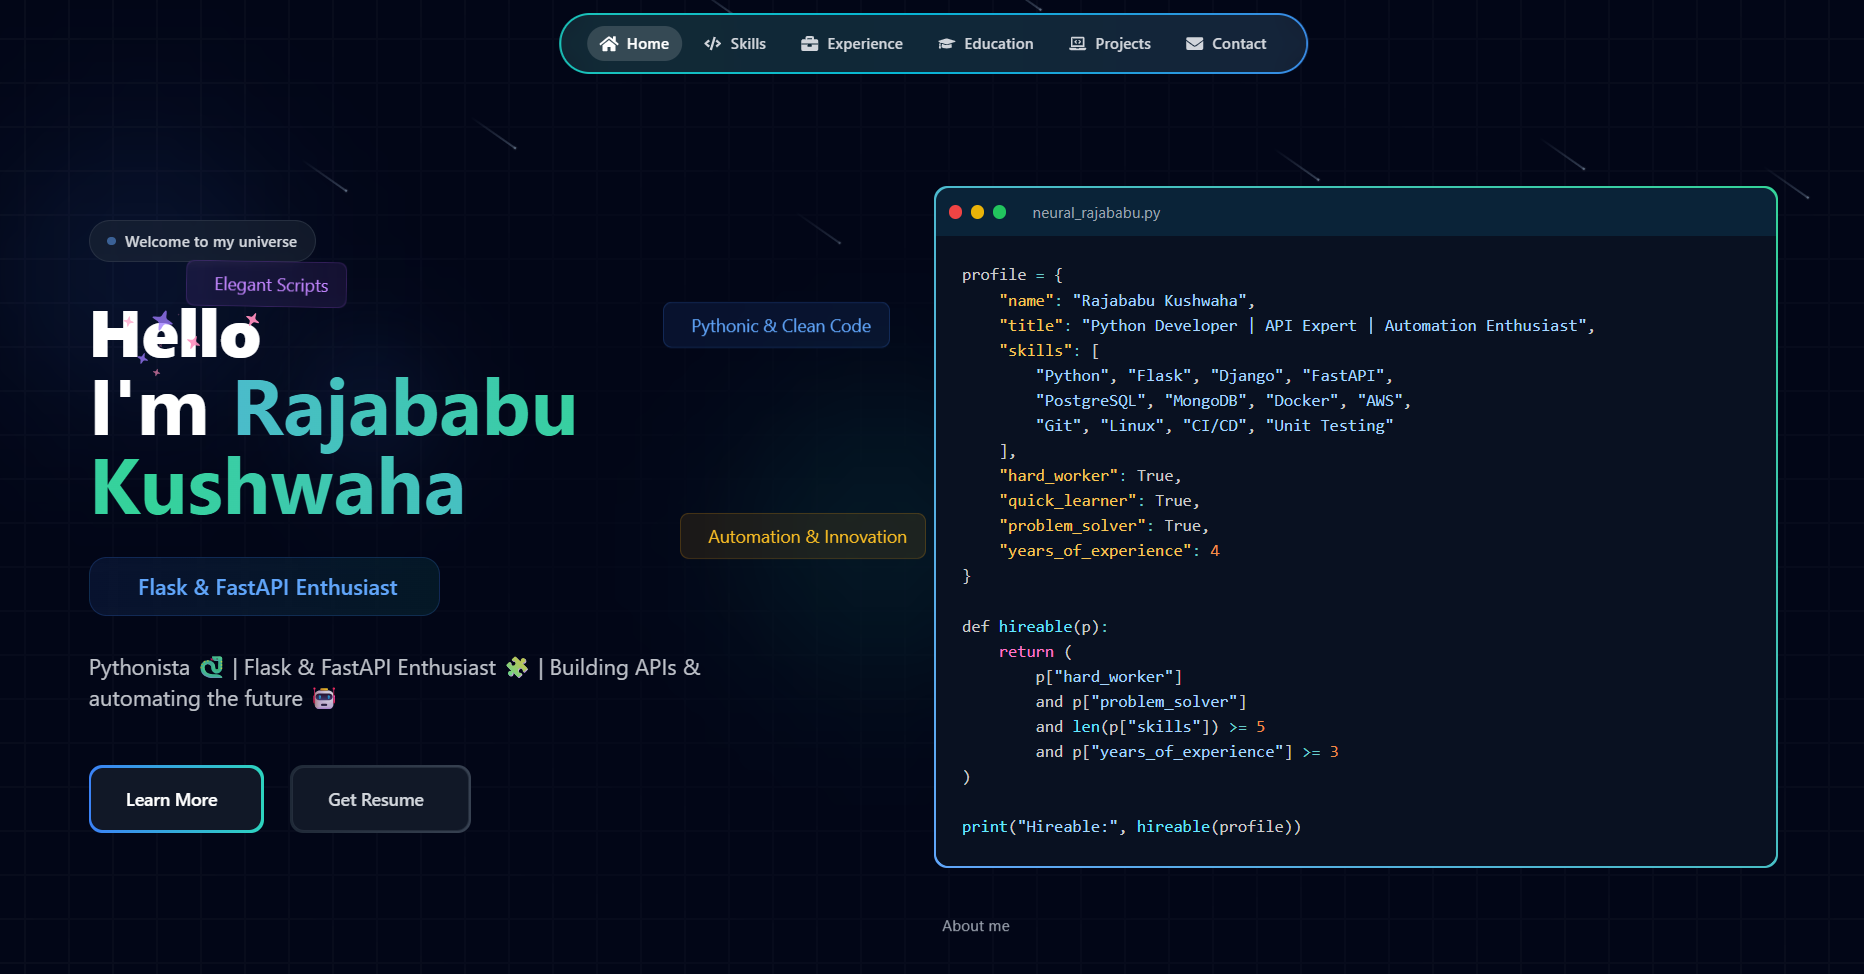 Home Skills Experience Education Projects Contact
Welcome to my universe
Elegant Scripts
Hello
I'm Rajababu
Kushwaha
Pythonic & Clean Code
Automation & Innovation
Flask & FastAPI Enthusiast
Pythonista 🐍 | Flask & FastAPI Enthusiast 🧩 | Building APIs &
automating the future 🤖
Learn More
Get Resume
neural_rajababu.py
profile = {
    "name": "Rajababu Kushwaha",
    "title": "Python Developer | API Expert | Automation Enthusiast",
    "skills": [
        "Python", "Flask", "Django", "FastAPI",
        "PostgreSQL", "MongoDB", "Docker", "AWS",
        "Git", "Linux", "CI/CD", "Unit Testing"
    ],
    "hard_worker": True,
    "quick_learner": True,
    "problem_solver": True,
    "years_of_experience": 4
}
def hireable(p):
    return (
        p["hard_worker"]
        and p["problem_solver"]
        and len(p["skills"]) >= 5
        and p["years_of_experience"] >= 3
)
print("Hireable:", hireable(profile))
About me